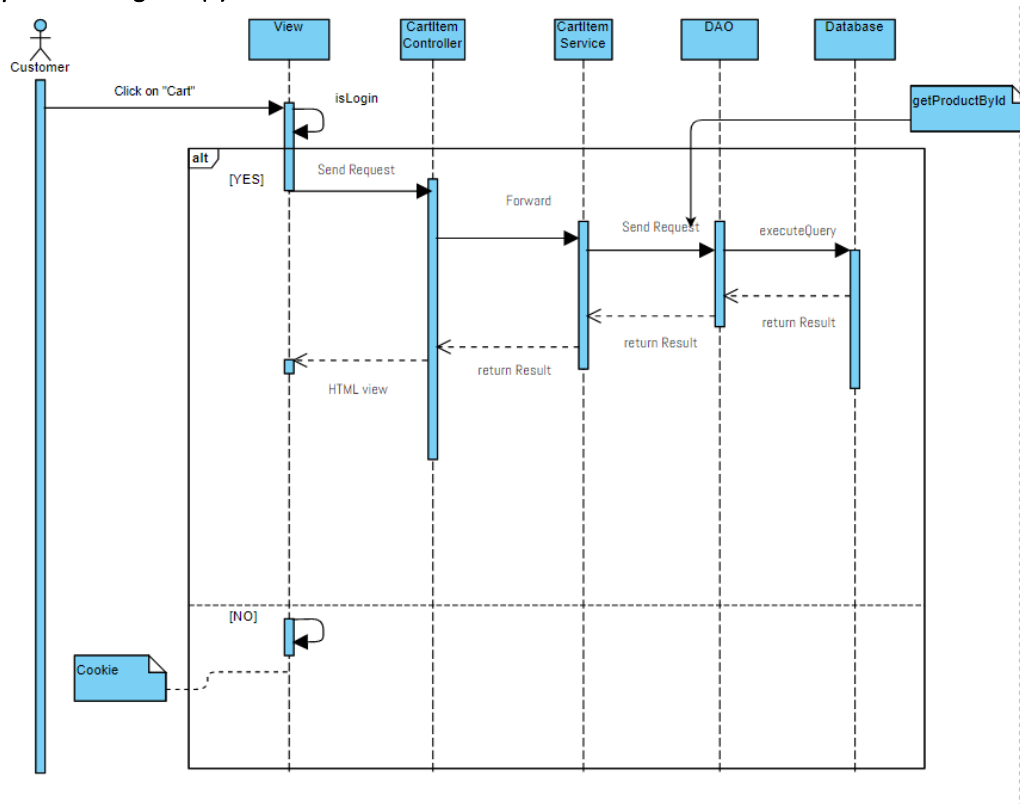 View
CartItem
Controller
CartItem
Service
DAO
Database
Customer
Click on "Cart"
isLogin
getProductById
alt
[YES]
Send Request
Forward
Send Request
executeQuery
return Result
return Result
return Result
HTML view
[NO]
Cookie